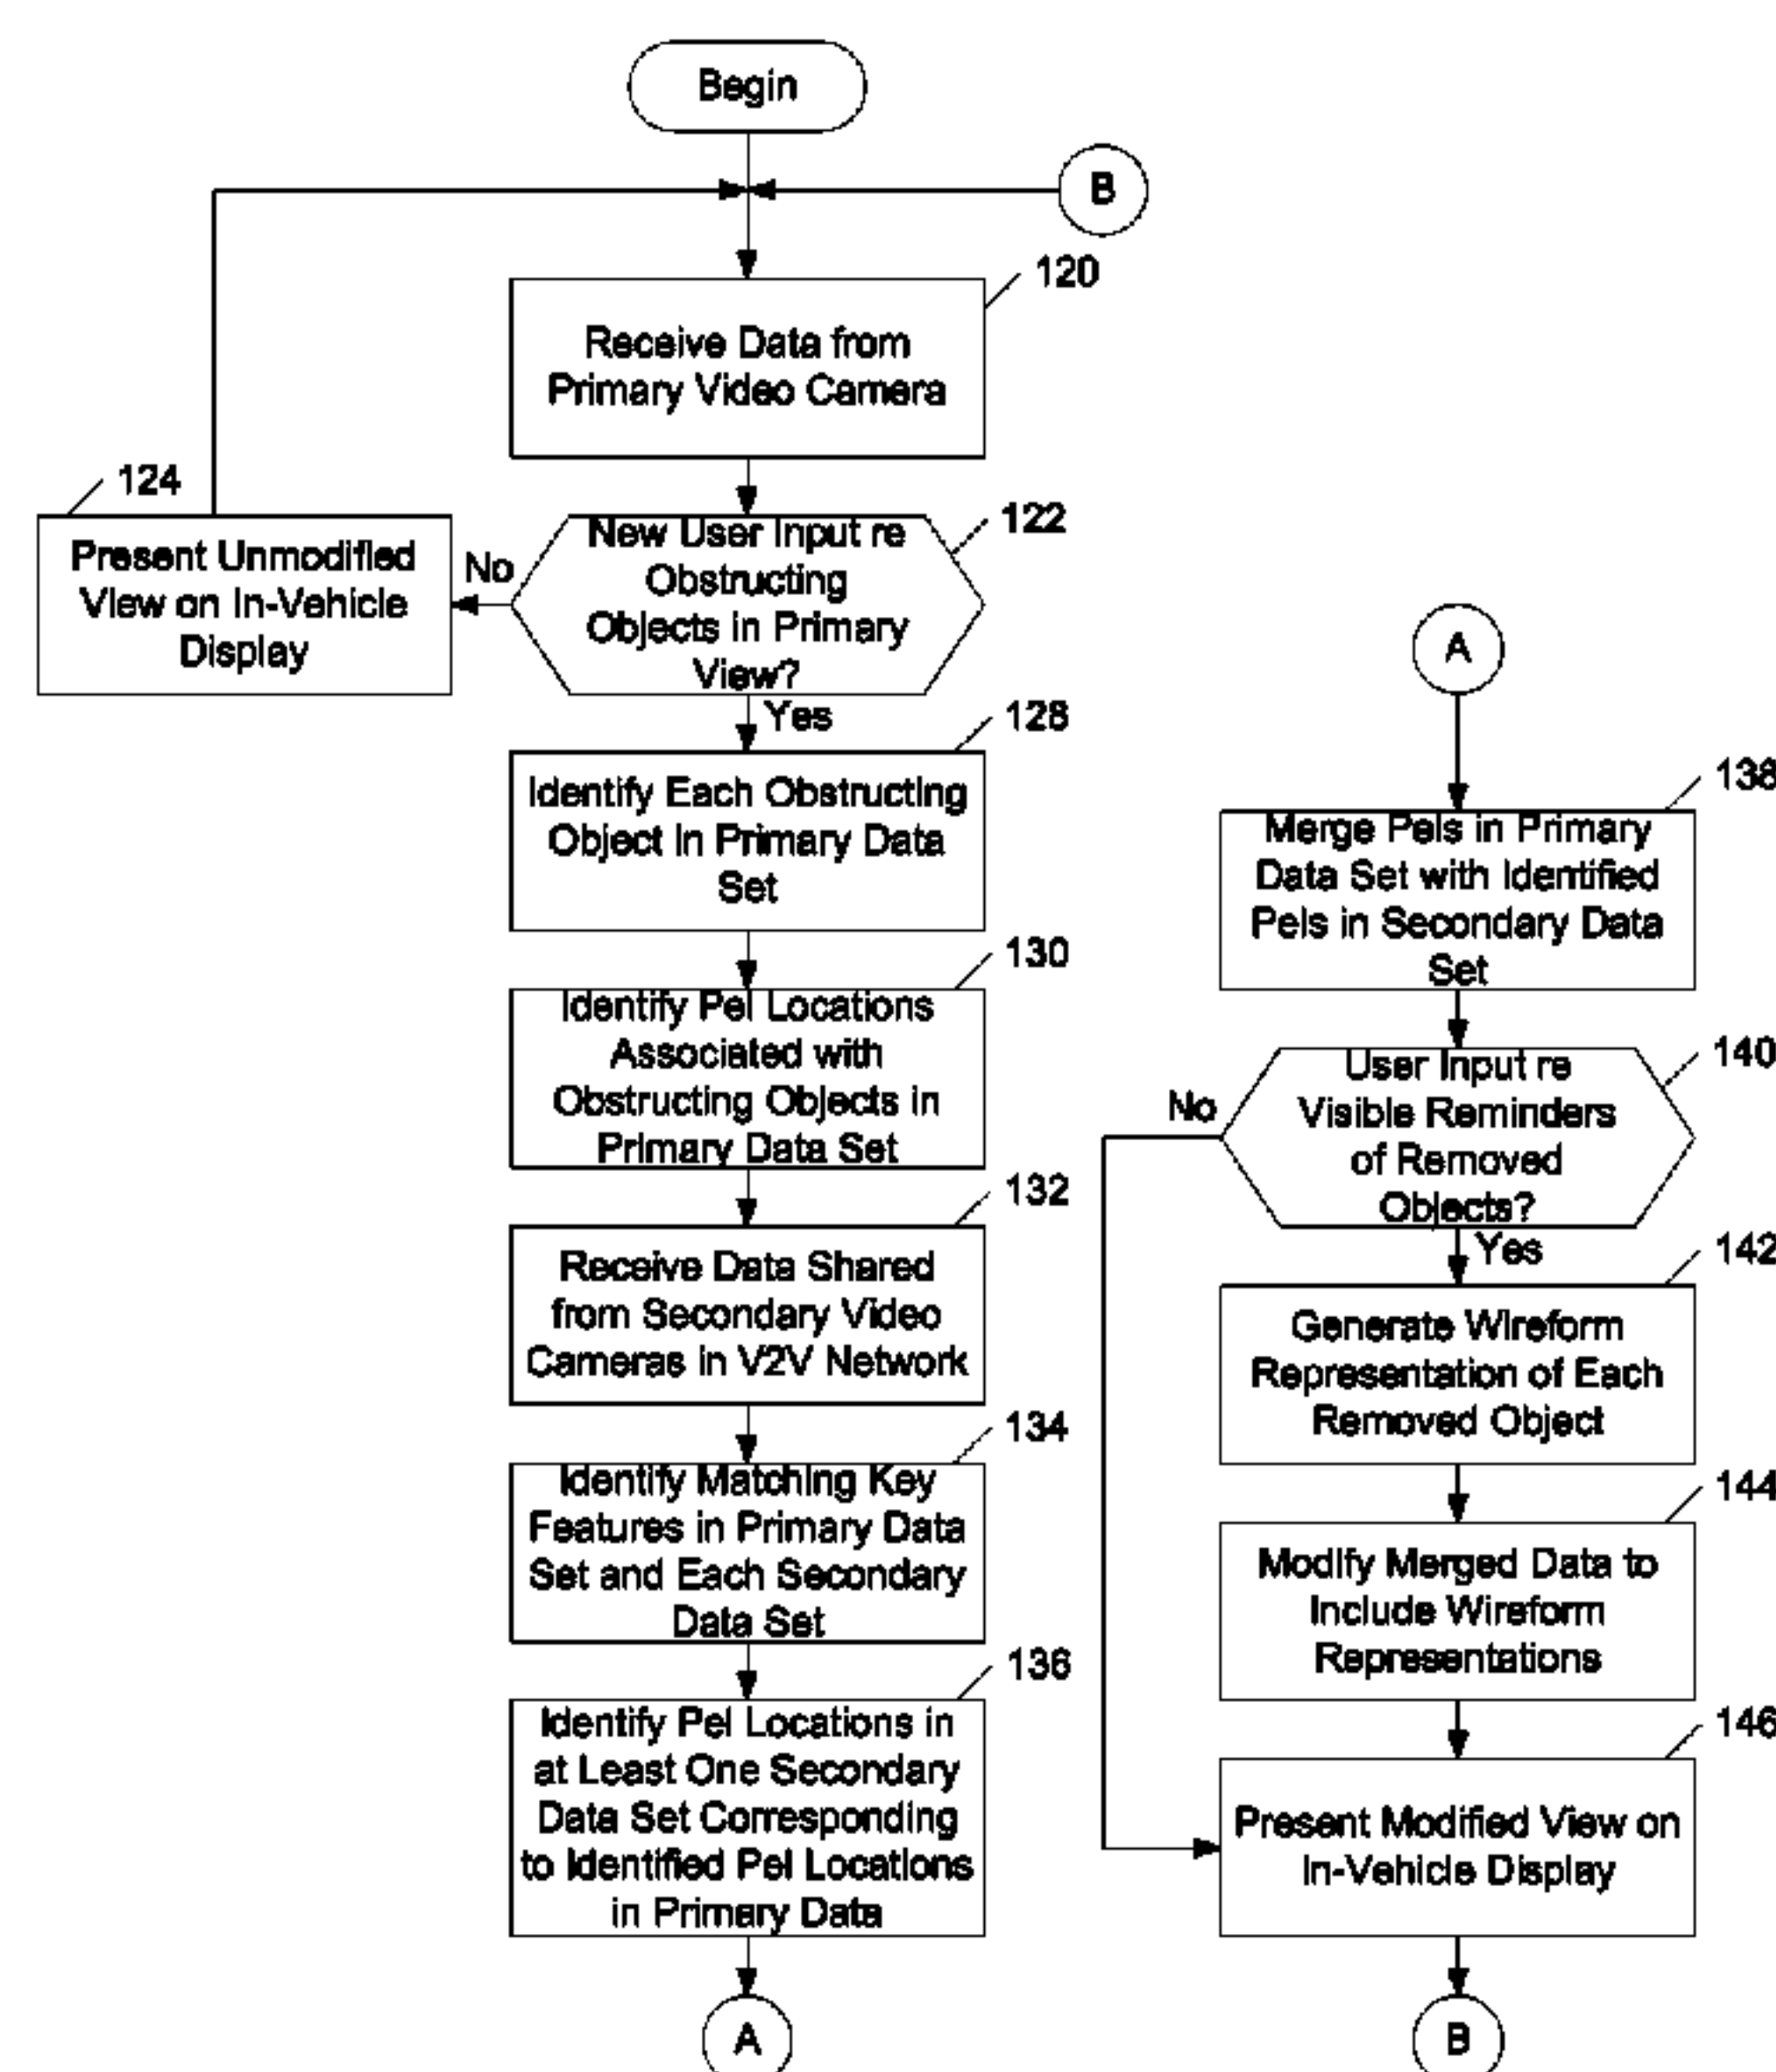 Begin
B
120
Receive Data from
Primary Video Camera
124
Present Unmodified
View on In-Vehicle
Display
No
122
New User Input re
Obstructing
Objects in Primary
View?
Yes
128
Identify Each Obstructing
Object in Primary Data
Set
130
Identify Pel Locations
Associated with
Obstructing Objects in
Primary Data Set
132
Receive Data Shared
from Secondary Video
Cameras in V2V Network
134
Identify Matching Key
Features in Primary Data
Set and Each Secondary
Data Set
136
Identify Pel Locations in
at Least One Secondary
Data Set Corresponding
to Identified Pel Locations
in Primary Data
A
A
138
Merge Pels in Primary
Data Set with Identified
Pels in Secondary Data
Set
140
User Input re
Visible Reminders
of Removed
Objects?
No
Yes
142
Generate Wireform
Representation of Each
Removed Object
144
Modify Merged Data to
Include Wireform
Representations
146
Present Modified View on
In-Vehicle Display
B